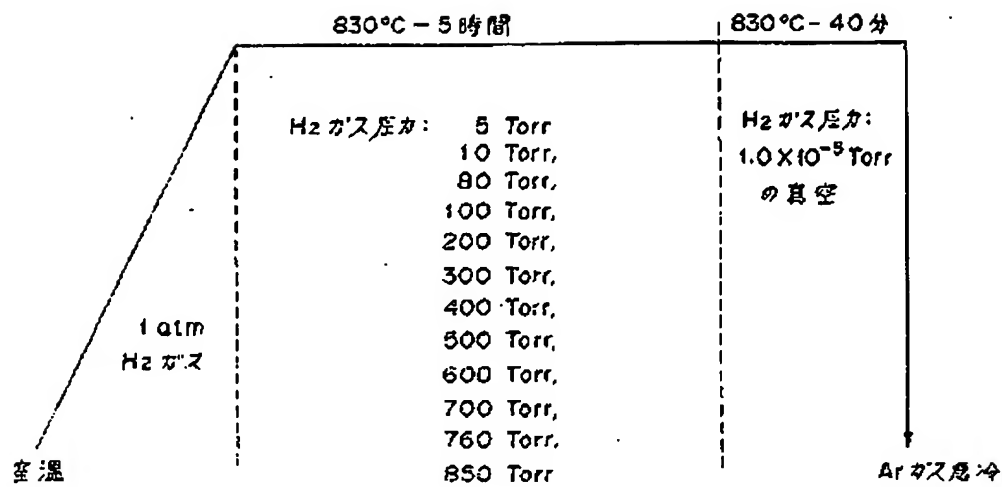 830°C - 5時間
830°C - 40分
H2ガス圧力: 5 Torr
10 Torr,
80 Torr,
100 Torr,
200 Torr,
300 Torr,
400 Torr,
500 Torr,
600 Torr,
700 Torr,
760 Torr,
850 Torr
H2ガス圧力:
1.0×10⁻⁵ Torr
の真空
1 atm
H2ガス
室温
Arガス急冷